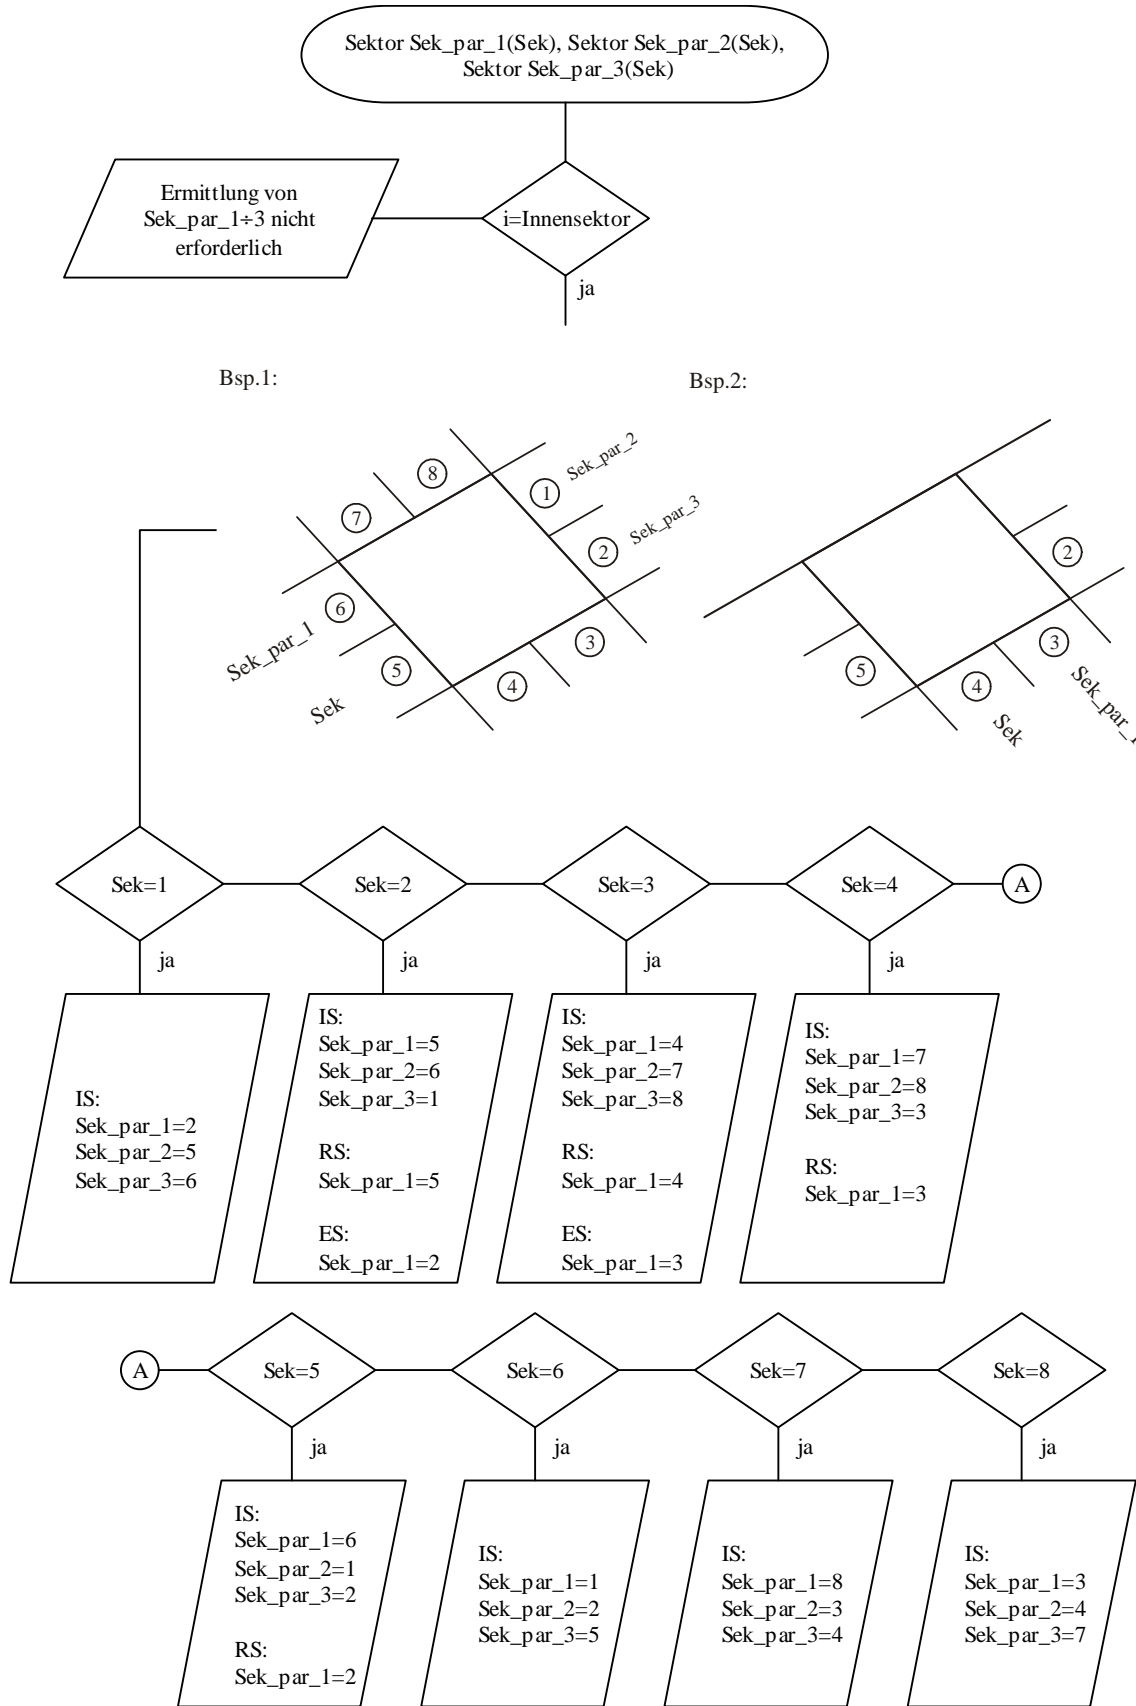 Sektor Sek_par_1(Sek), Sektor Sek_par_2(Sek),
Sektor Sek_par_3(Sek)
Ermittlung von
Sek_par_1÷3 nicht
erforderlich
i=Innensektor
ja
Bsp.1:
Bsp.2:
8
7
1
Sek_par_2
2
Sek_par_3
6
Sek_par_1
5
Sek
4
3
2
3
Sek_par_1
4
Sek
5
Sek=1
Sek=2
Sek=3
Sek=4
A
ja
ja
ja
ja
IS:
Sek_par_1=2
Sek_par_2=5
Sek_par_3=6
IS:
Sek_par_1=5
Sek_par_2=6
Sek_par_3=1
RS:
Sek_par_1=5
ES:
Sek_par_1=2
IS:
Sek_par_1=4
Sek_par_2=7
Sek_par_3=8
RS:
Sek_par_1=4
ES:
Sek_par_1=3
IS:
Sek_par_1=7
Sek_par_2=8
Sek_par_3=3
RS:
Sek_par_1=3
A
Sek=5
Sek=6
Sek=7
Sek=8
ja
ja
ja
ja
IS:
Sek_par_1=6
Sek_par_2=1
Sek_par_3=2
RS:
Sek_par_1=2
IS:
Sek_par_1=1
Sek_par_2=2
Sek_par_3=5
IS:
Sek_par_1=8
Sek_par_2=3
Sek_par_3=4
IS:
Sek_par_1=3
Sek_par_2=4
Sek_par_3=7